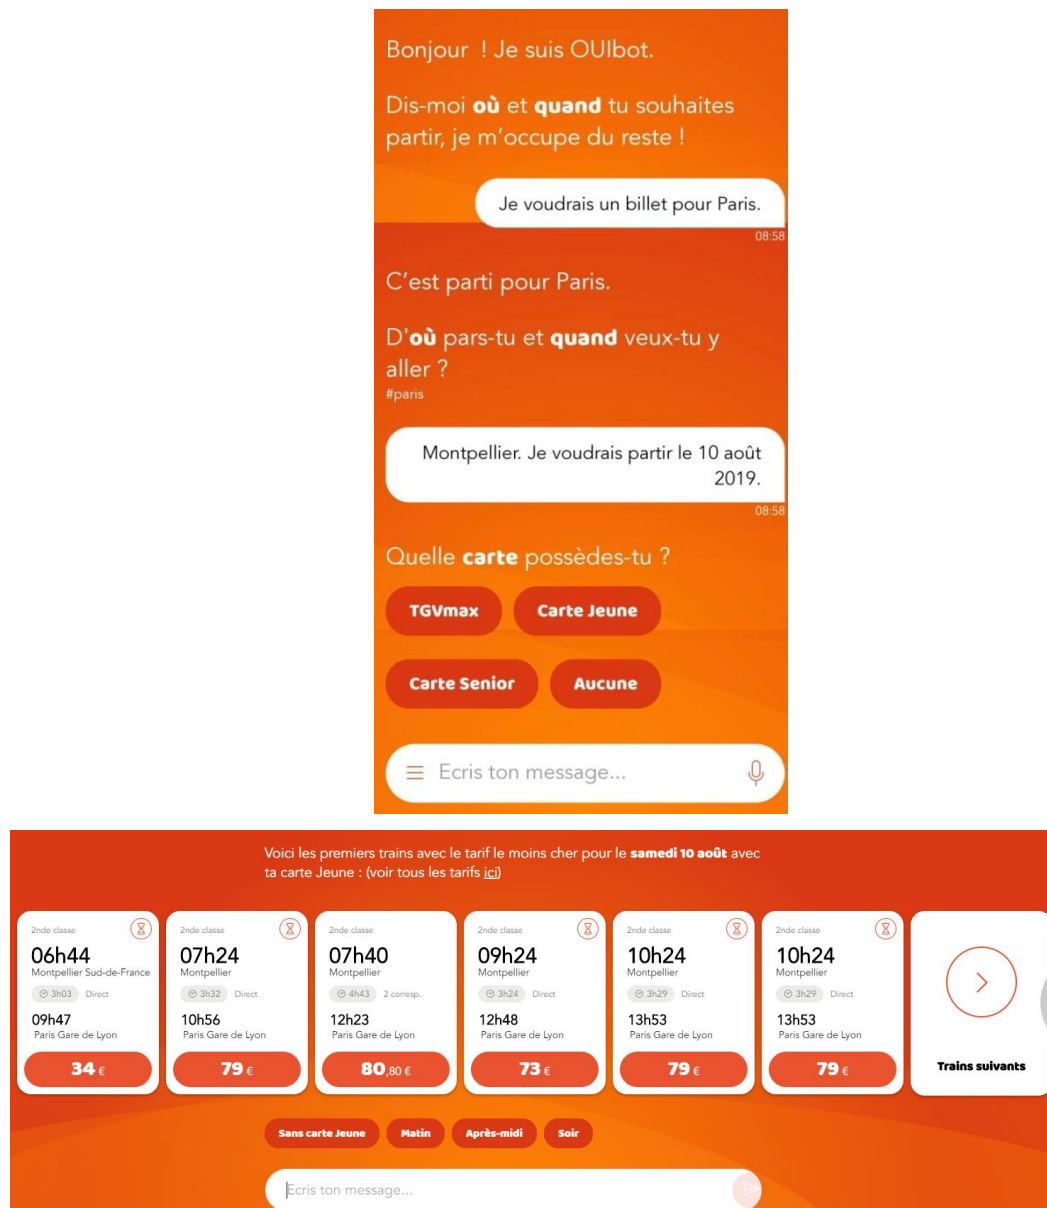 Bonjour ! Je suis OUIbot.
Dis-moi où et quand tu souhaites
partir, je m'occupe du reste !
Je voudrais un billet pour Paris.
08:58
C'est parti pour Paris.
D'où pars-tu et quand veux-tu y
aller ?
#paris
Montpellier. Je voudrais partir le 10 août
2019.
08:58
Quelle carte possèdes-tu ?
TGVmax
Carte Jeune
Carte Senior
Aucune
Ecris ton message...
Voici les premiers trains avec le tarif le moins cher pour le samedi 10 août avec
ta carte Jeune : (voir tous les tarifs ici)
2nde classe
06h44
Montpellier Sud-de-France
3h03 Direct
09h47
Paris Gare de Lyon
34 €
2nde classe
07h24
Montpellier
3h32 Direct
10h56
Paris Gare de Lyon
79 €
2nde classe
07h40
Montpellier
4h43 2 corresp.
12h23
Paris Gare de Lyon
80,80 €
2nde classe
09h24
Montpellier
3h24 Direct
12h48
Paris Gare de Lyon
73 €
2nde classe
10h24
Montpellier
3h29 Direct
13h53
Paris Gare de Lyon
79 €
2nde classe
10h24
Montpellier
3h29 Direct
13h53
Paris Gare de Lyon
79 €
Trains suivants
Sans carte Jeune
Matin
Après-midi
Soir
Ecris ton message...